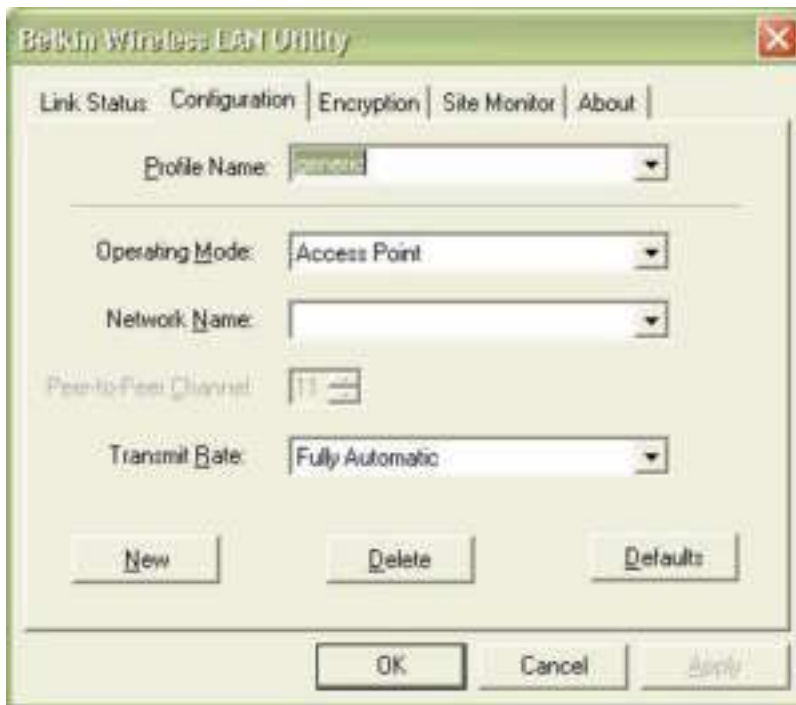 Belkin Wireless LAN Utility
Link Status Configuration Encryption Site Monitor About
Profile Name: generic
Operating Mode: Access Point
Network Name:
Peer-to-Peer Channel 11
Transmit Rate: Fully Automatic
New Delete Defaults
OK Cancel Apply